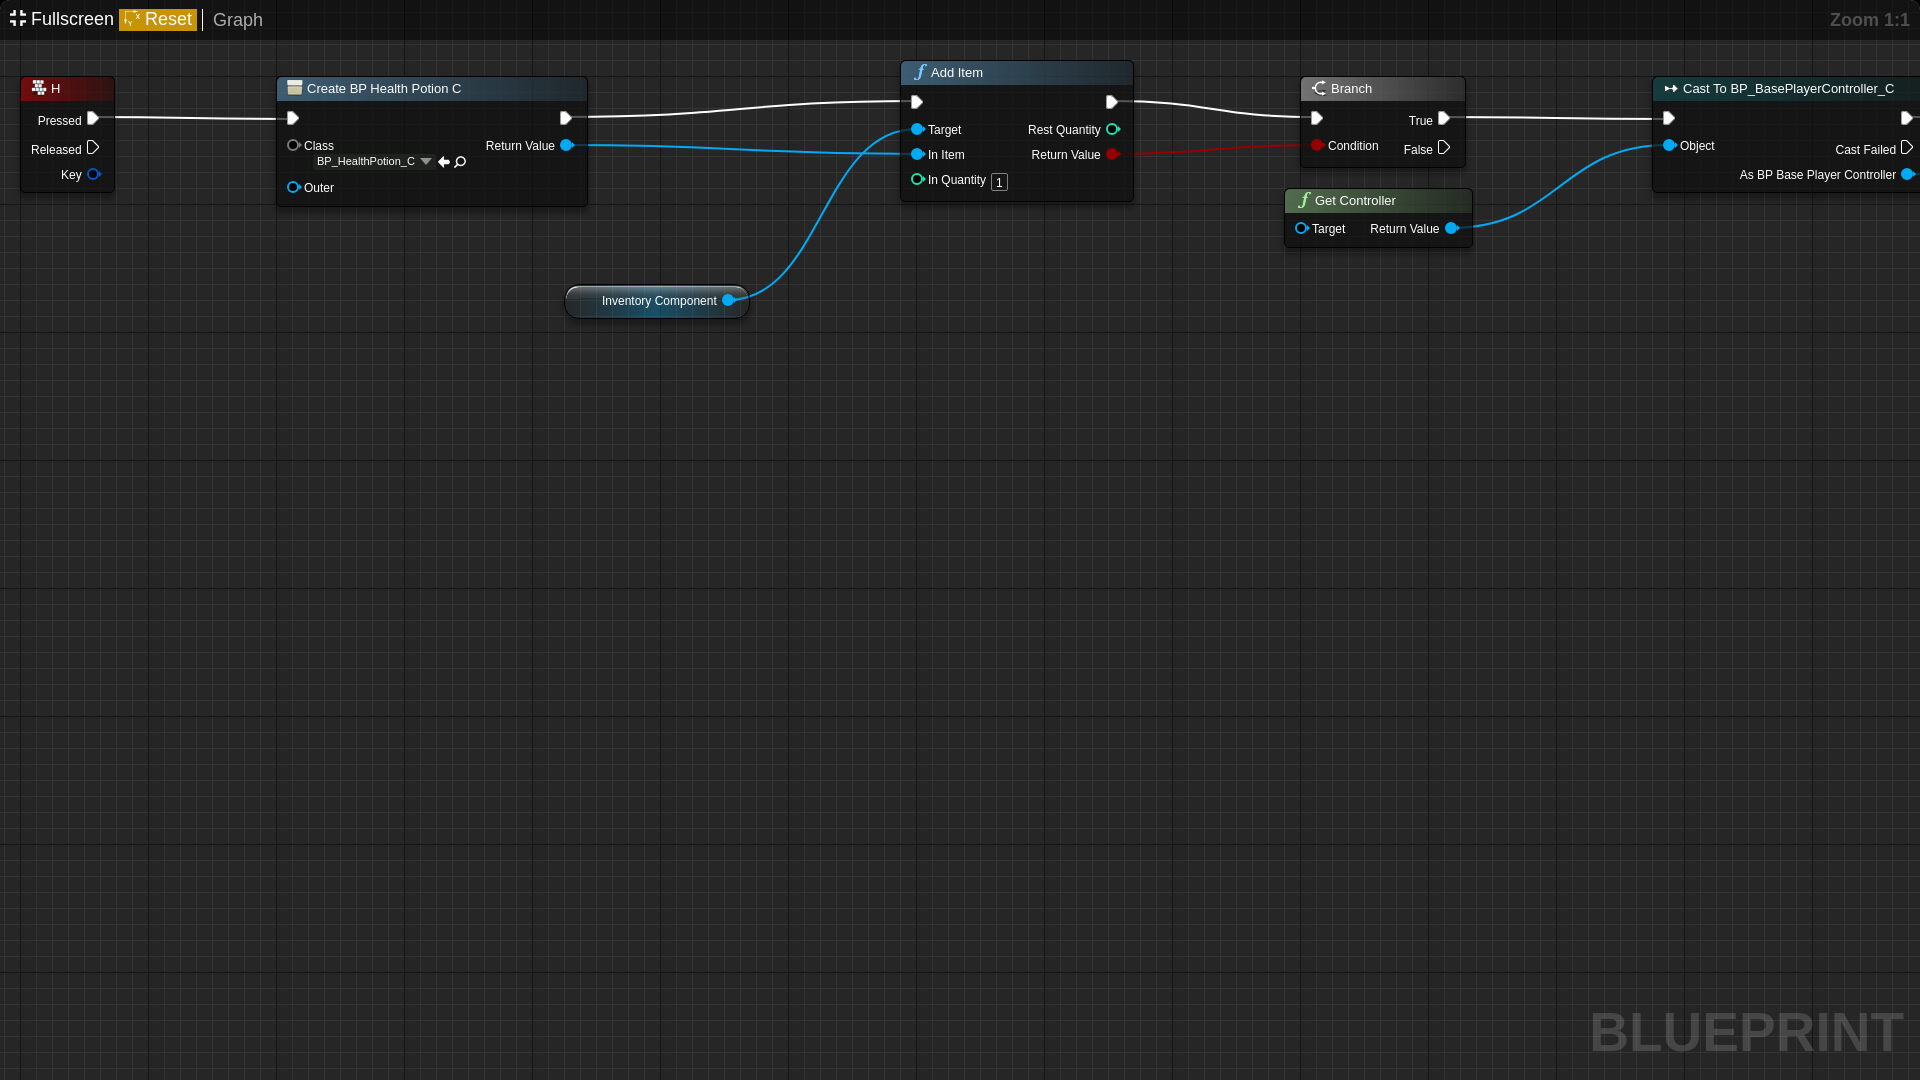 Fullscreen Reset Graph Zoom 1:1
H
Pressed
Released
Key
Create BP Health Potion C
Class
BP_HealthPotion_C
Outer
Return Value
Inventory Component
Add Item
Target
In Item
In Quantity 1
Rest Quantity
Return Value
Branch
Condition
True
False
Get Controller
Target Return Value
Cast To BP_BasePlayerController_C
Object
Cast Failed
As BP Base Player Controller
BLUEPRINT